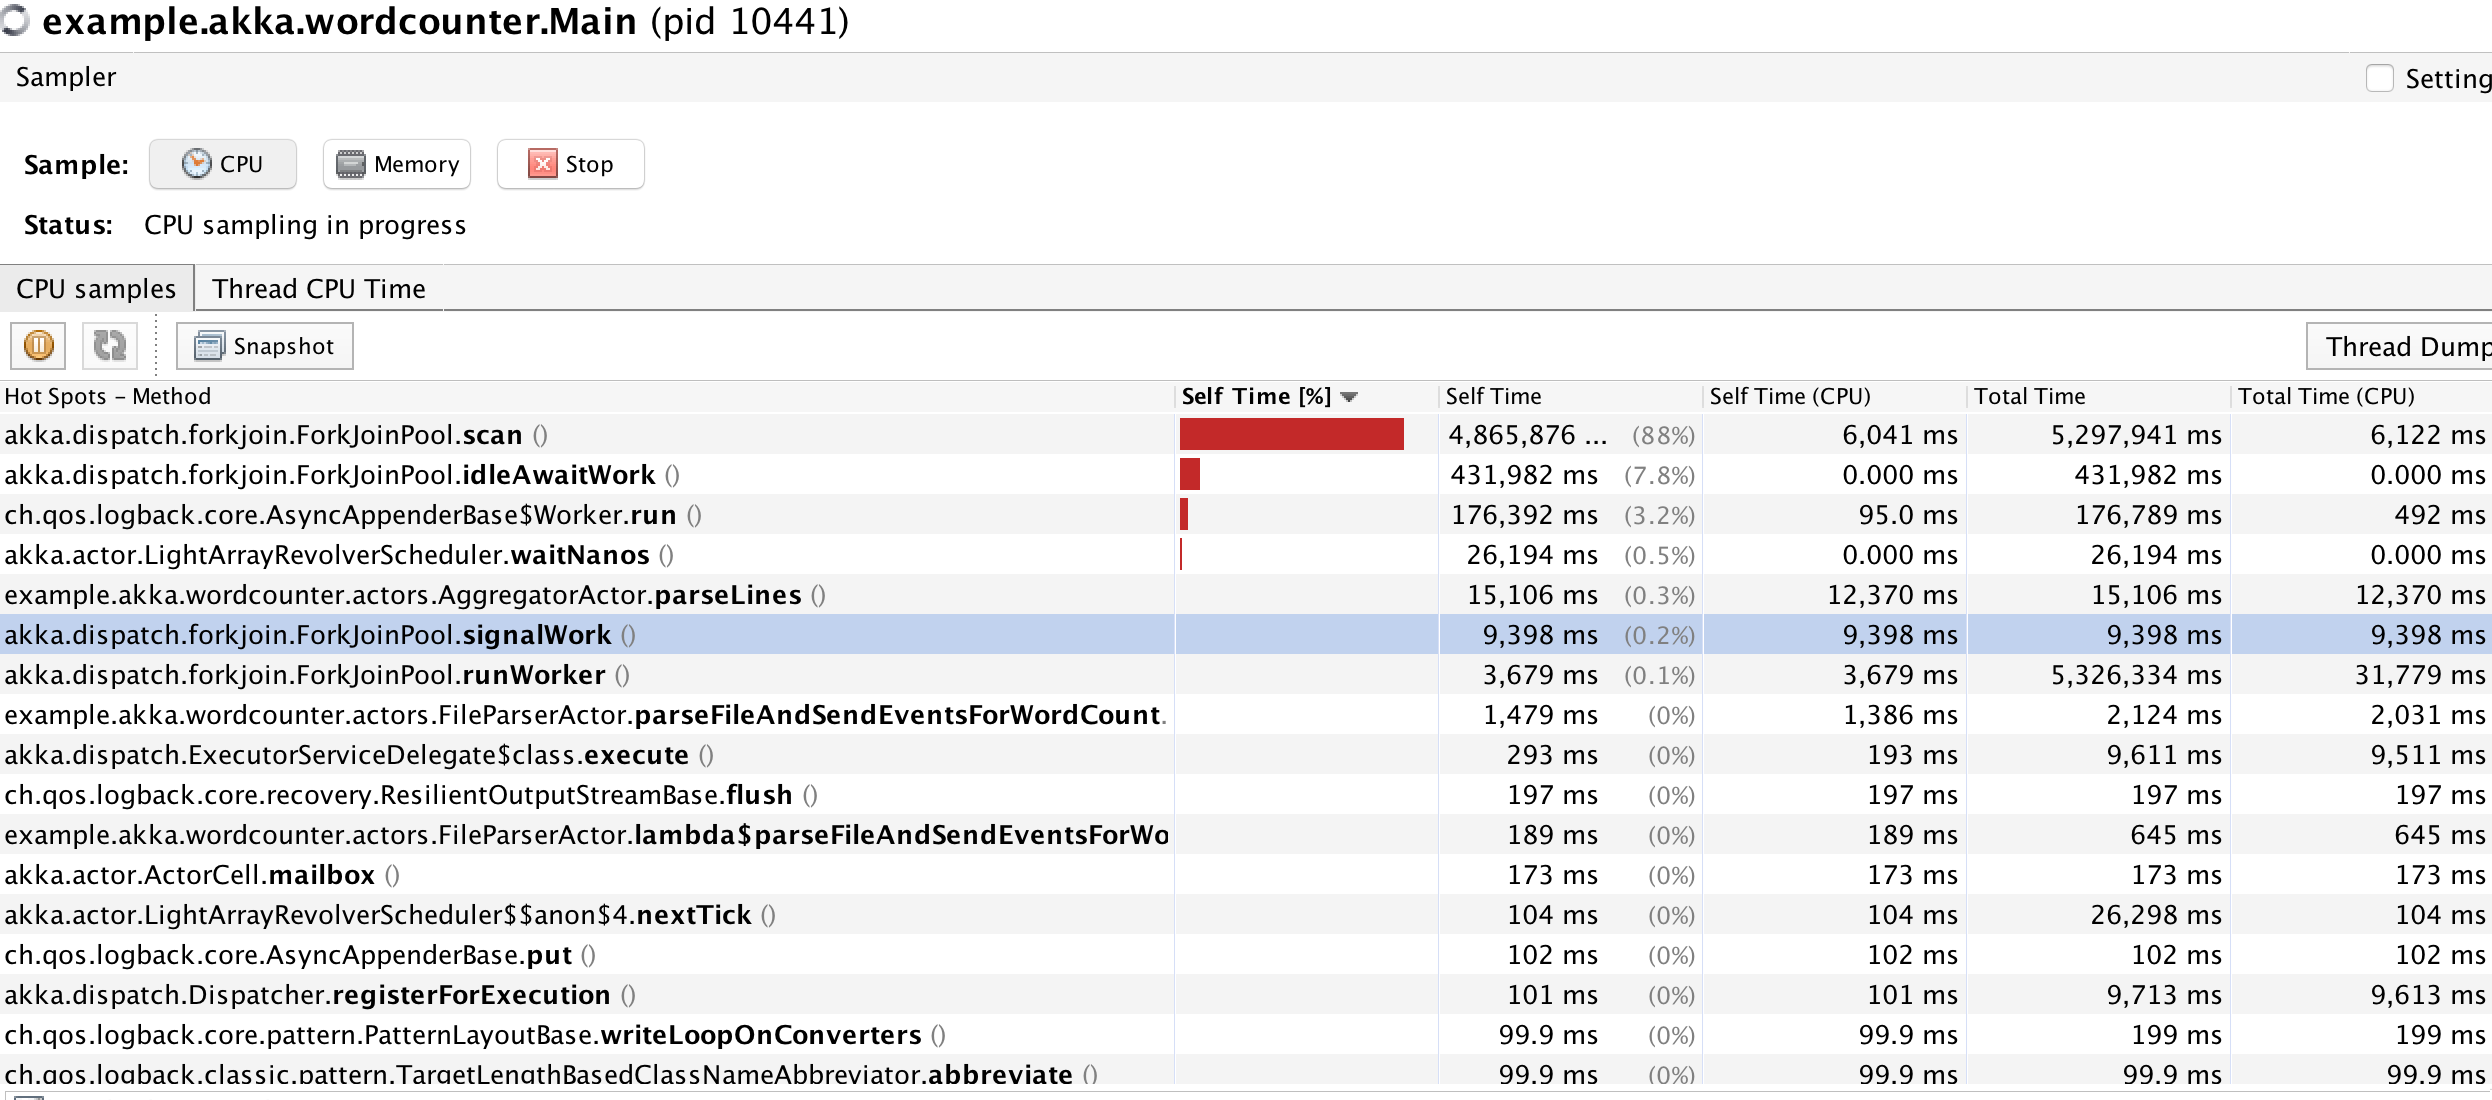 example.akka.wordcounter.Main (pid 10441)
Sampler Setting
Sample: CPU Memory Stop
Status: CPU sampling in progress
CPU samples Thread CPU Time
Snapshot Thread Dump
Hot Spots – Method Self Time [%] Self Time Self Time (CPU) Total Time Total Time (CPU)
akka.dispatch.forkjoin.ForkJoinPool.scan () 4,865,876 ... (88%) 6,041 ms 5,297,941 ms 6,122 ms
akka.dispatch.forkjoin.ForkJoinPool.idleAwaitWork () 431,982 ms (7.8%) 0.000 ms 431,982 ms 0.000 ms
ch.qos.logback.core.AsyncAppenderBase$Worker.run () 176,392 ms (3.2%) 95.0 ms 176,789 ms 492 ms
akka.actor.LightArrayRevolverScheduler.waitNanos () 26,194 ms (0.5%) 0.000 ms 26,194 ms 0.000 ms
example.akka.wordcounter.actors.AggregatorActor.parseLines () 15,106 ms (0.3%) 12,370 ms 15,106 ms 12,370 ms
akka.dispatch.forkjoin.ForkJoinPool.signalWork () 9,398 ms (0.2%) 9,398 ms 9,398 ms 9,398 ms
akka.dispatch.forkjoin.ForkJoinPool.runWorker () 3,679 ms (0.1%) 3,679 ms 5,326,334 ms 31,779 ms
example.akka.wordcounter.actors.FileParserActor.parseFileAndSendEventsForWordCount. 1,479 ms (0%) 1,386 ms 2,124 ms 2,031 ms
akka.dispatch.ExecutorServiceDelegate$class.execute () 293 ms (0%) 193 ms 9,611 ms 9,511 ms
ch.qos.logback.core.recovery.ResilientOutputStreamBase.flush () 197 ms (0%) 197 ms 197 ms 197 ms
example.akka.wordcounter.actors.FileParserActor.lambda$parseFileAndSendEventsForWo 189 ms (0%) 189 ms 645 ms 645 ms
akka.actor.ActorCell.mailbox () 173 ms (0%) 173 ms 173 ms 173 ms
akka.actor.LightArrayRevolverScheduler$$anon$4.nextTick () 104 ms (0%) 104 ms 26,298 ms 104 ms
ch.qos.logback.core.AsyncAppenderBase.put () 102 ms (0%) 102 ms 102 ms 102 ms
akka.dispatch.Dispatcher.registerForExecution () 101 ms (0%) 101 ms 9,713 ms 9,613 ms
ch.qos.logback.core.pattern.PatternLayoutBase.writeLoopOnConverters () 99.9 ms (0%) 99.9 ms 199 ms 199 ms
ch.qos.logback.classic.pattern.TargetLengthBasedClassNameAbbreviator.abbreviate () 99.9 ms (0%) 99.9 ms 99.9 ms 99.9 ms